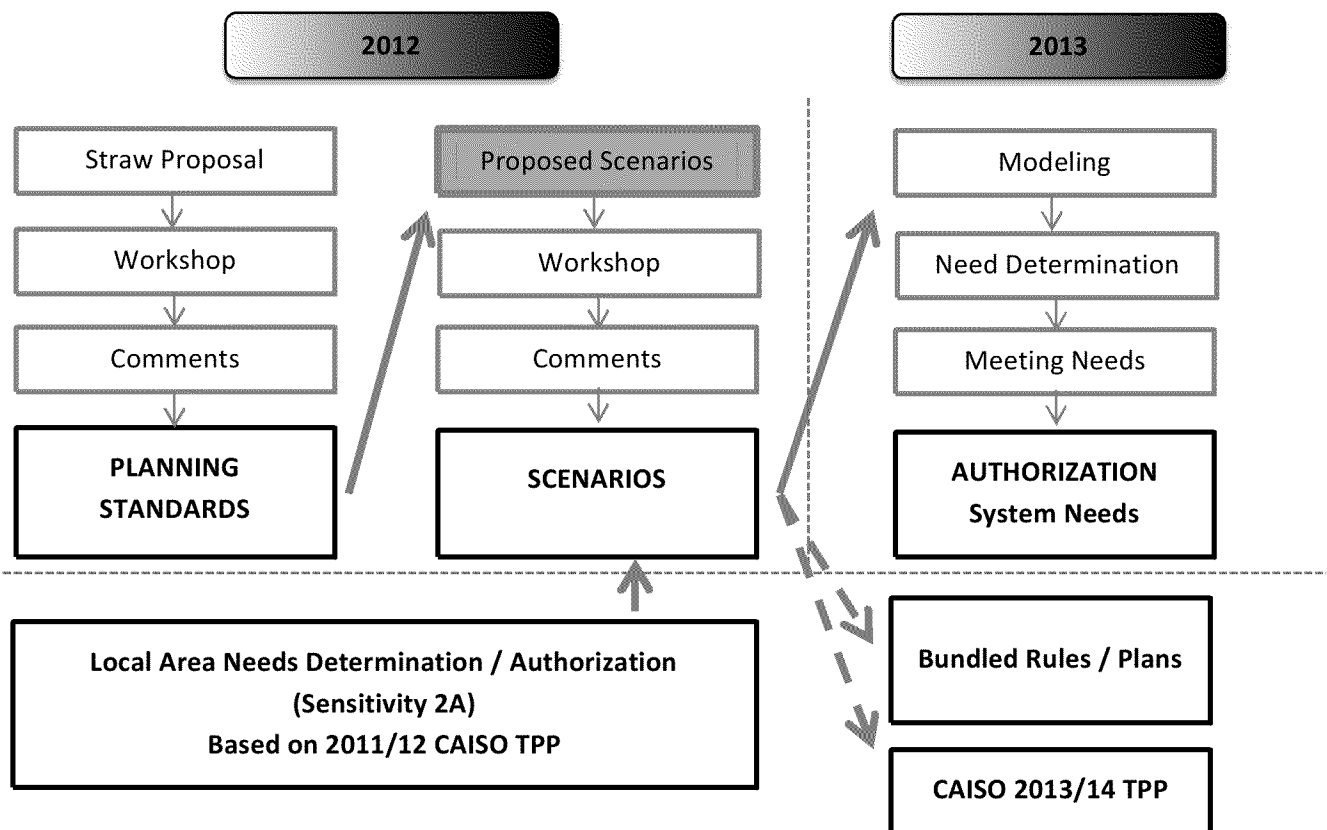 2012
2013
Straw Proposal
Workshop
Comments
PLANNING
STANDARDS
Proposed Scenarios
Workshop
Comments
SCENARIOS
Modeling
Need Determination
Meeting Needs
AUTHORIZATION
System Needs
Local Area Needs Determination / Authorization
(Sensitivity 2A)
Based on 2011/12 CAISO TPP
Bundled Rules / Plans
CAISO 2013/14 TPP